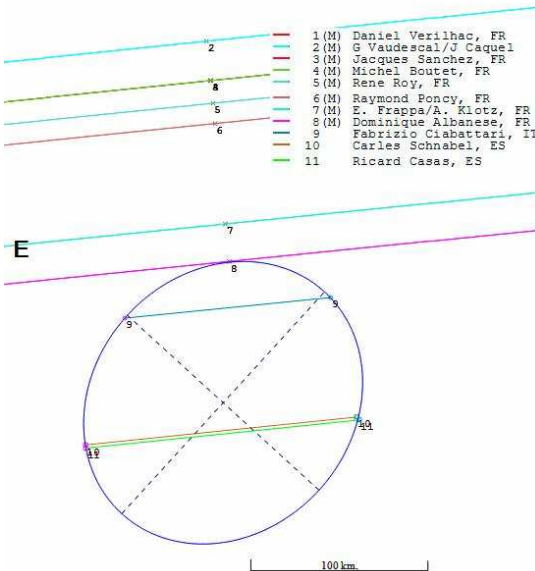 1(M) Daniel Verilhac, FR
2(M) G Vaudescal/J Caquel
3(M) Jacques Sanchez, FR
4(M) Michel Boutet, FR
5(M) Rene Roy, FR
6(M) Raymond Poncy, FR
7(M) E. Frappa/A. Klotz, FR
8(M) Dominique Albanese, FR
9 Fabrizio Ciabattari, IT
10 Carles Schnabel, ES
11 Ricard Casas, ES
2
5
6
7
E
8
9
9
10
11
10
11
100 km.